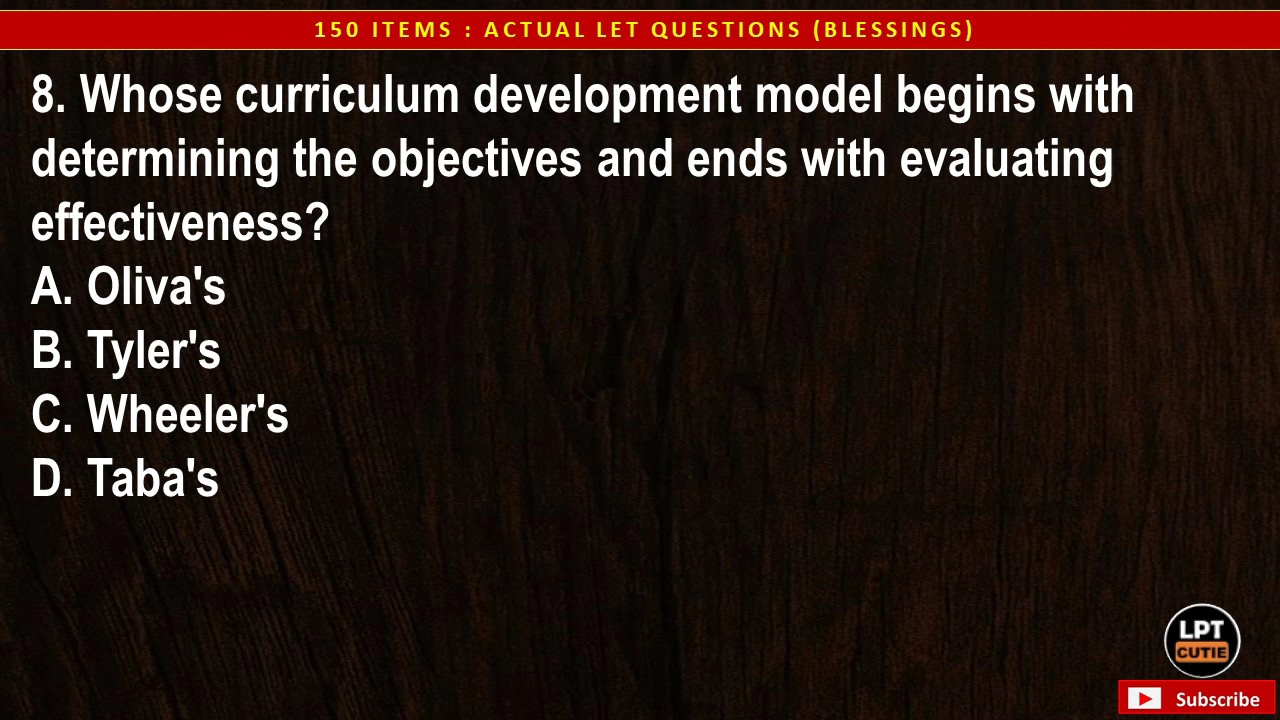 150 ITEMS : ACTUAL LET QUESTIONS (BLESSINGS)
8. Whose curriculum development model begins with
determining the objectives and ends with evaluating
effectiveness?
A. Oliva's
B. Tyler's
C. Wheeler's
D. Taba's
LPT
CUTIE
Subscribe